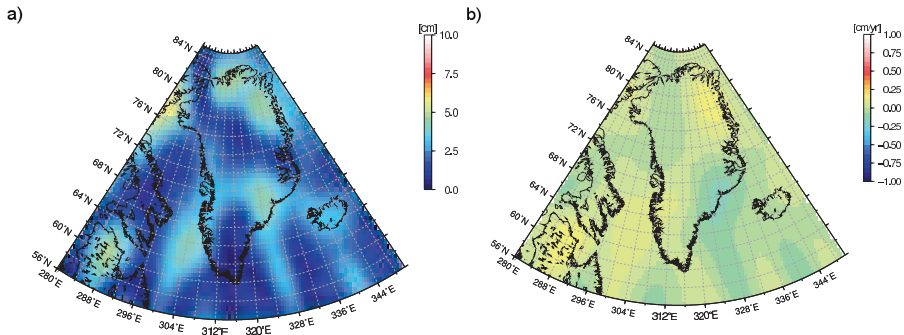 a)
[cm]
10.0
7.5
5.0
2.5
0.0
84°N
80°N
76°N
72°N
68°N
64°N
60°N
56°N
280°E
288°E
296°E
304°E
312°E
320°E
328°E
336°E
344°E
b)
[cm/yr]
1.00
0.75
0.50
0.25
0.00
−0.25
−0.50
−0.75
−1.00
84°N
80°N
76°N
72°N
68°N
64°N
60°N
56°N
280°E
288°E
296°E
304°E
312°E
320°E
328°E
336°E
344°E